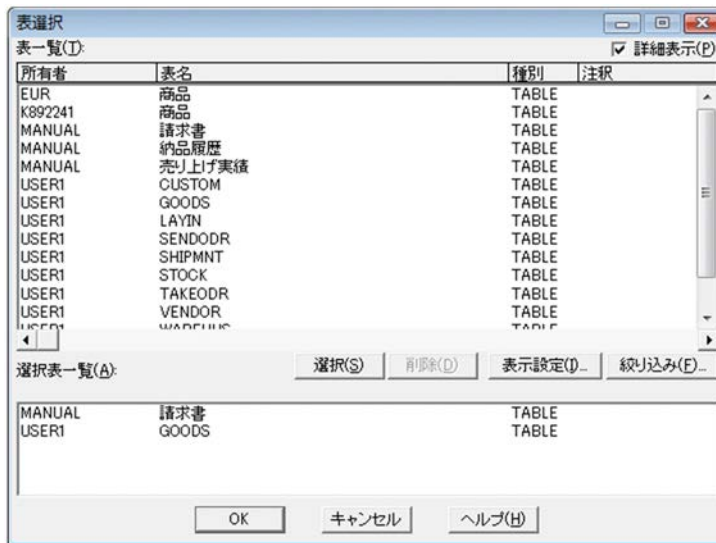 表選択
表一覧(T): 詳細表示(P)
所有者 表名 種別 注釈
EUR 商品 TABLE
K892241 商品 TABLE
MANUAL 請求書 TABLE
MANUAL 納品履歴 TABLE
MANUAL 売り上げ実績 TABLE
USER1 CUSTOM TABLE
USER1 GOODS TABLE
USER1 LAYIN TABLE
USER1 SENDODR TABLE
USER1 SHIPMNT TABLE
USER1 STOCK TABLE
USER1 TAKEODR TABLE
USER1 VENDOR TABLE
USER1 WAREHUS TABLE
選択表一覧(A): 選択(S) 削除(D) 表示設定(I)... 絞り込み(F)...
MANUAL 請求書 TABLE
USER1 GOODS TABLE
OK キャンセル ヘルプ(H)